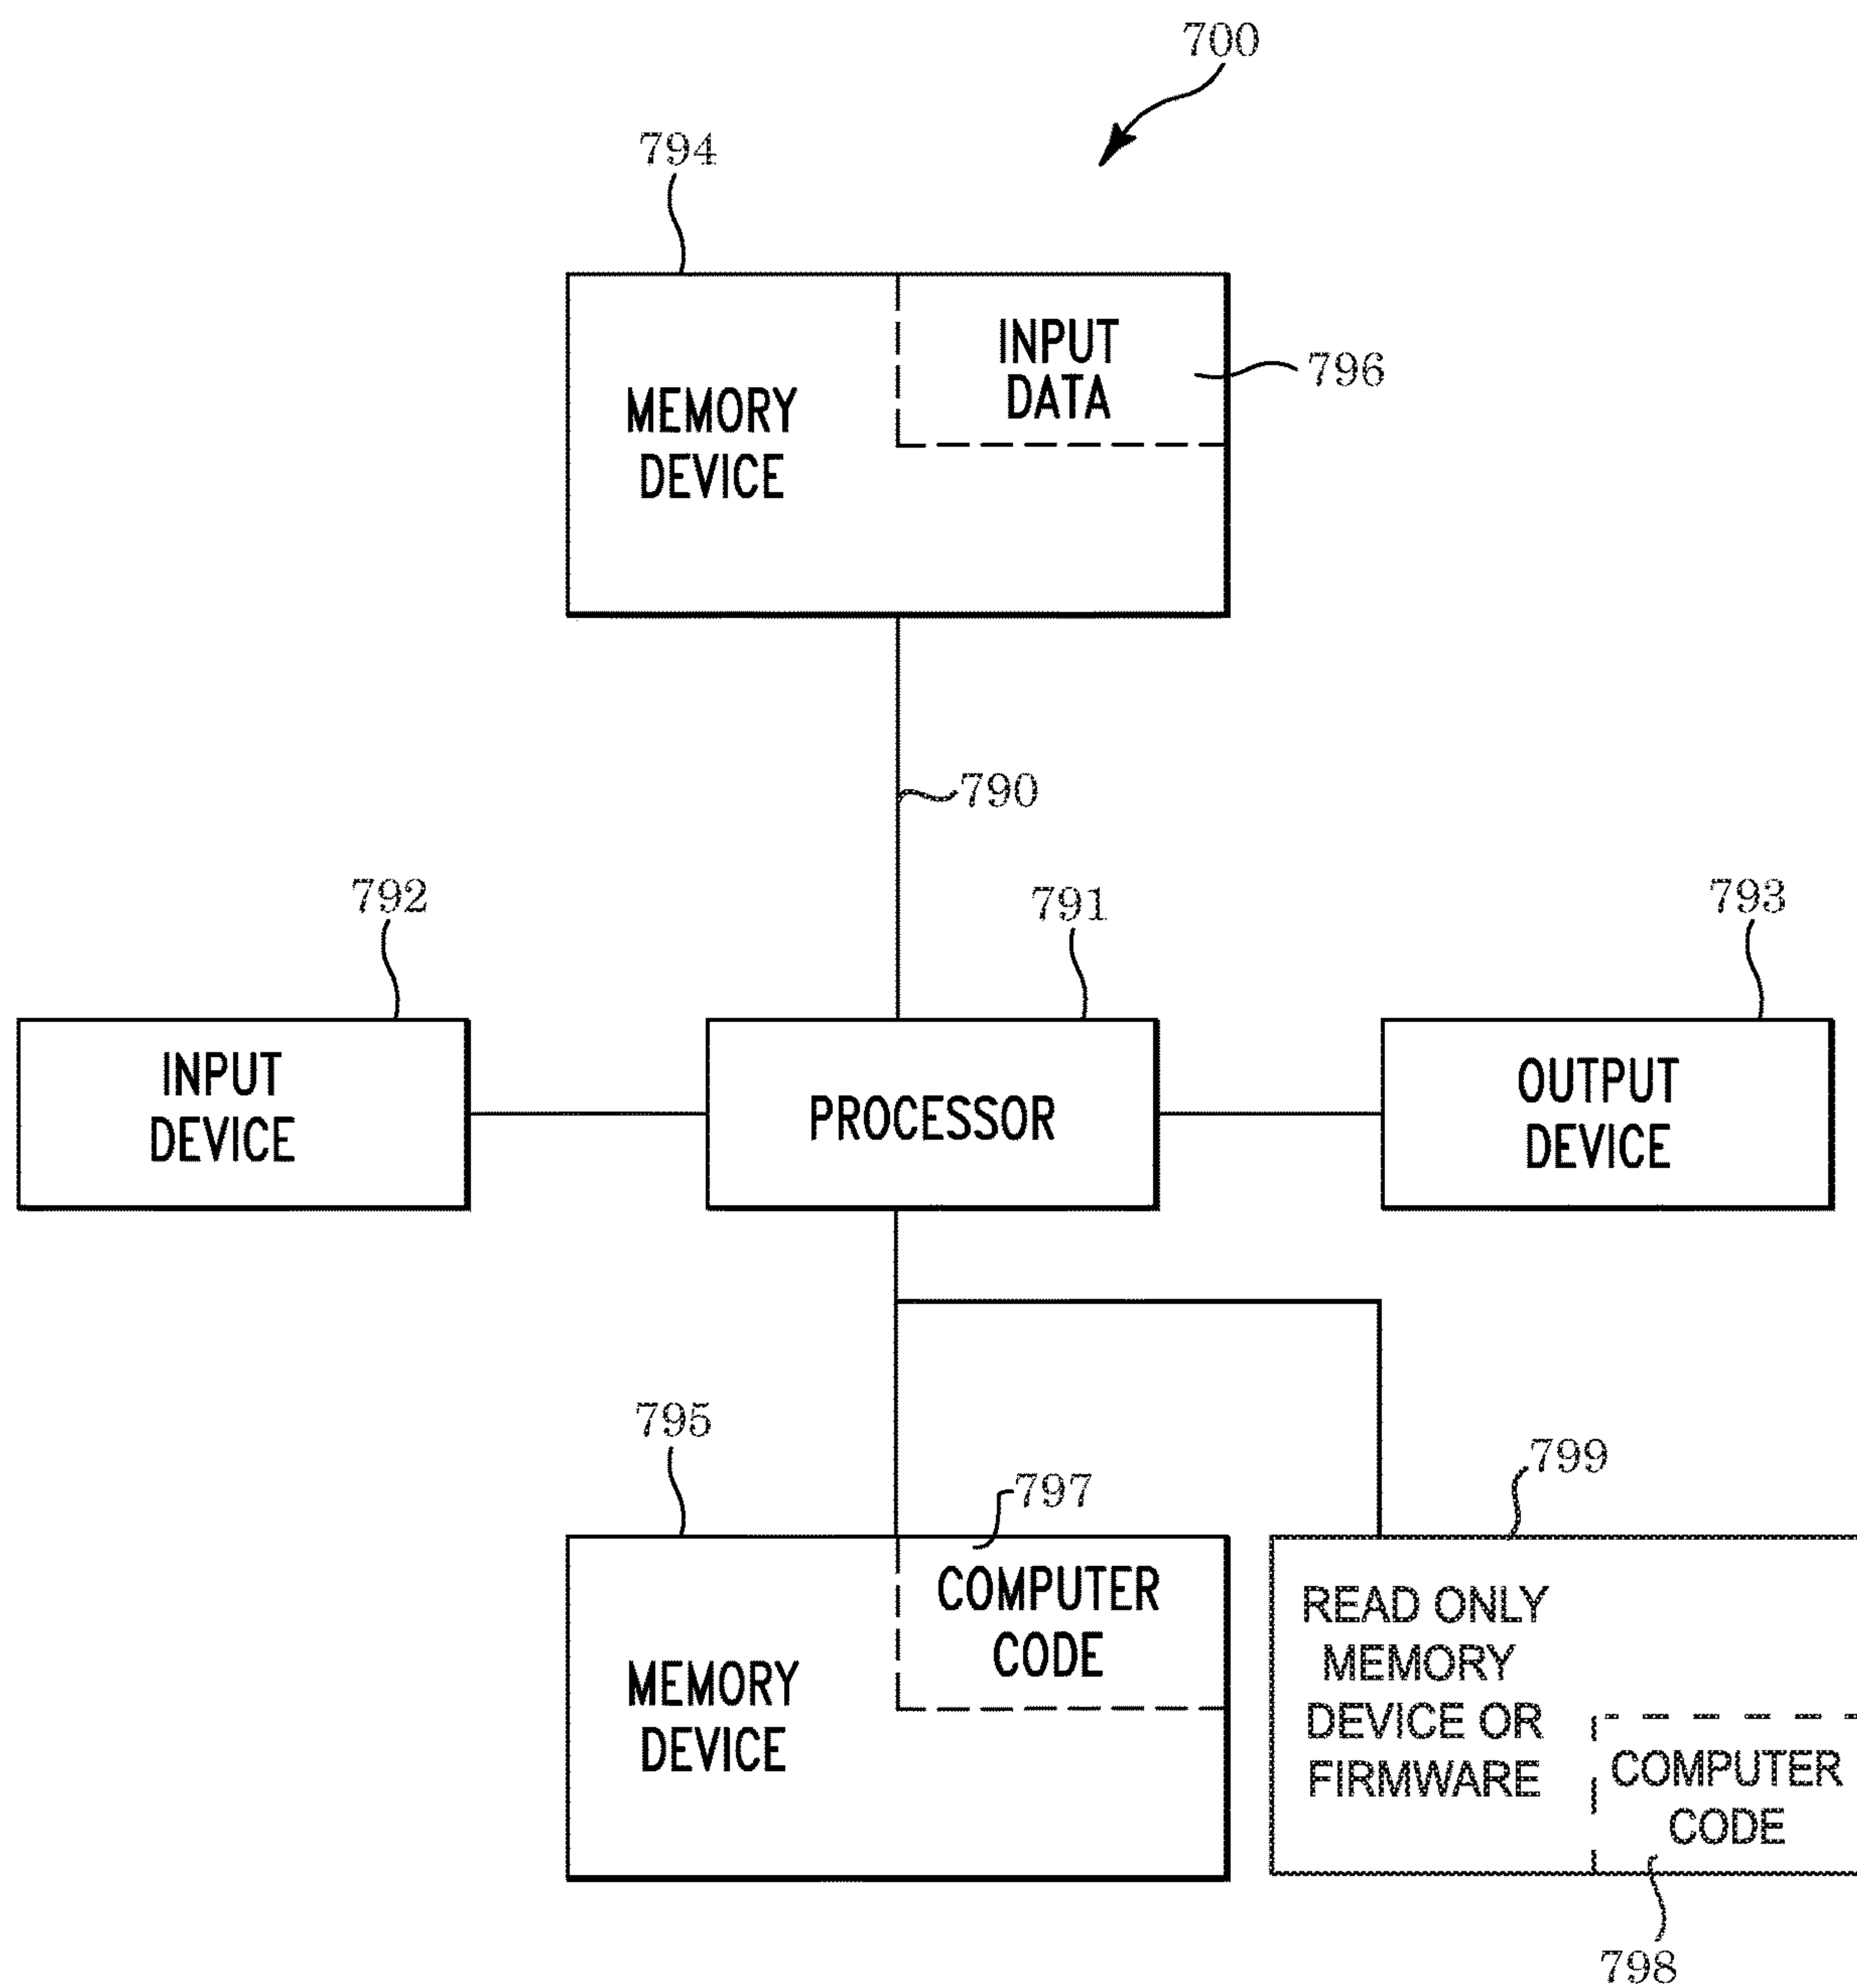 700
794
INPUT
DATA
796
MEMORY
DEVICE
790
792
791
793
INPUT
DEVICE
PROCESSOR
OUTPUT
DEVICE
795
797
799
COMPUTER
CODE
MEMORY
DEVICE
READ ONLY
MEMORY
DEVICE OR
FIRMWARE
COMPUTER
CODE
798